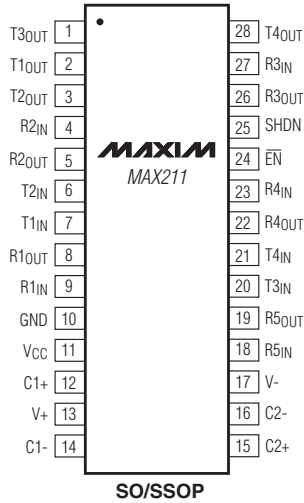 T3OUT 1
T1OUT 2
T2OUT 3
R2IN 4
R2OUT 5
T2IN 6
T1IN 7
R1OUT 8
R1IN 9
GND 10
VCC 11
C1+ 12
V+ 13
C1- 14
MAXIM
MAX211
28 T4OUT
27 R3IN
26 R3OUT
25 SHDN
24 E̅N̅
23 R4IN
22 R4OUT
21 T4IN
20 T3IN
19 R5OUT
18 R5IN
17 V-
16 C2-
15 C2+
SO/SSOP